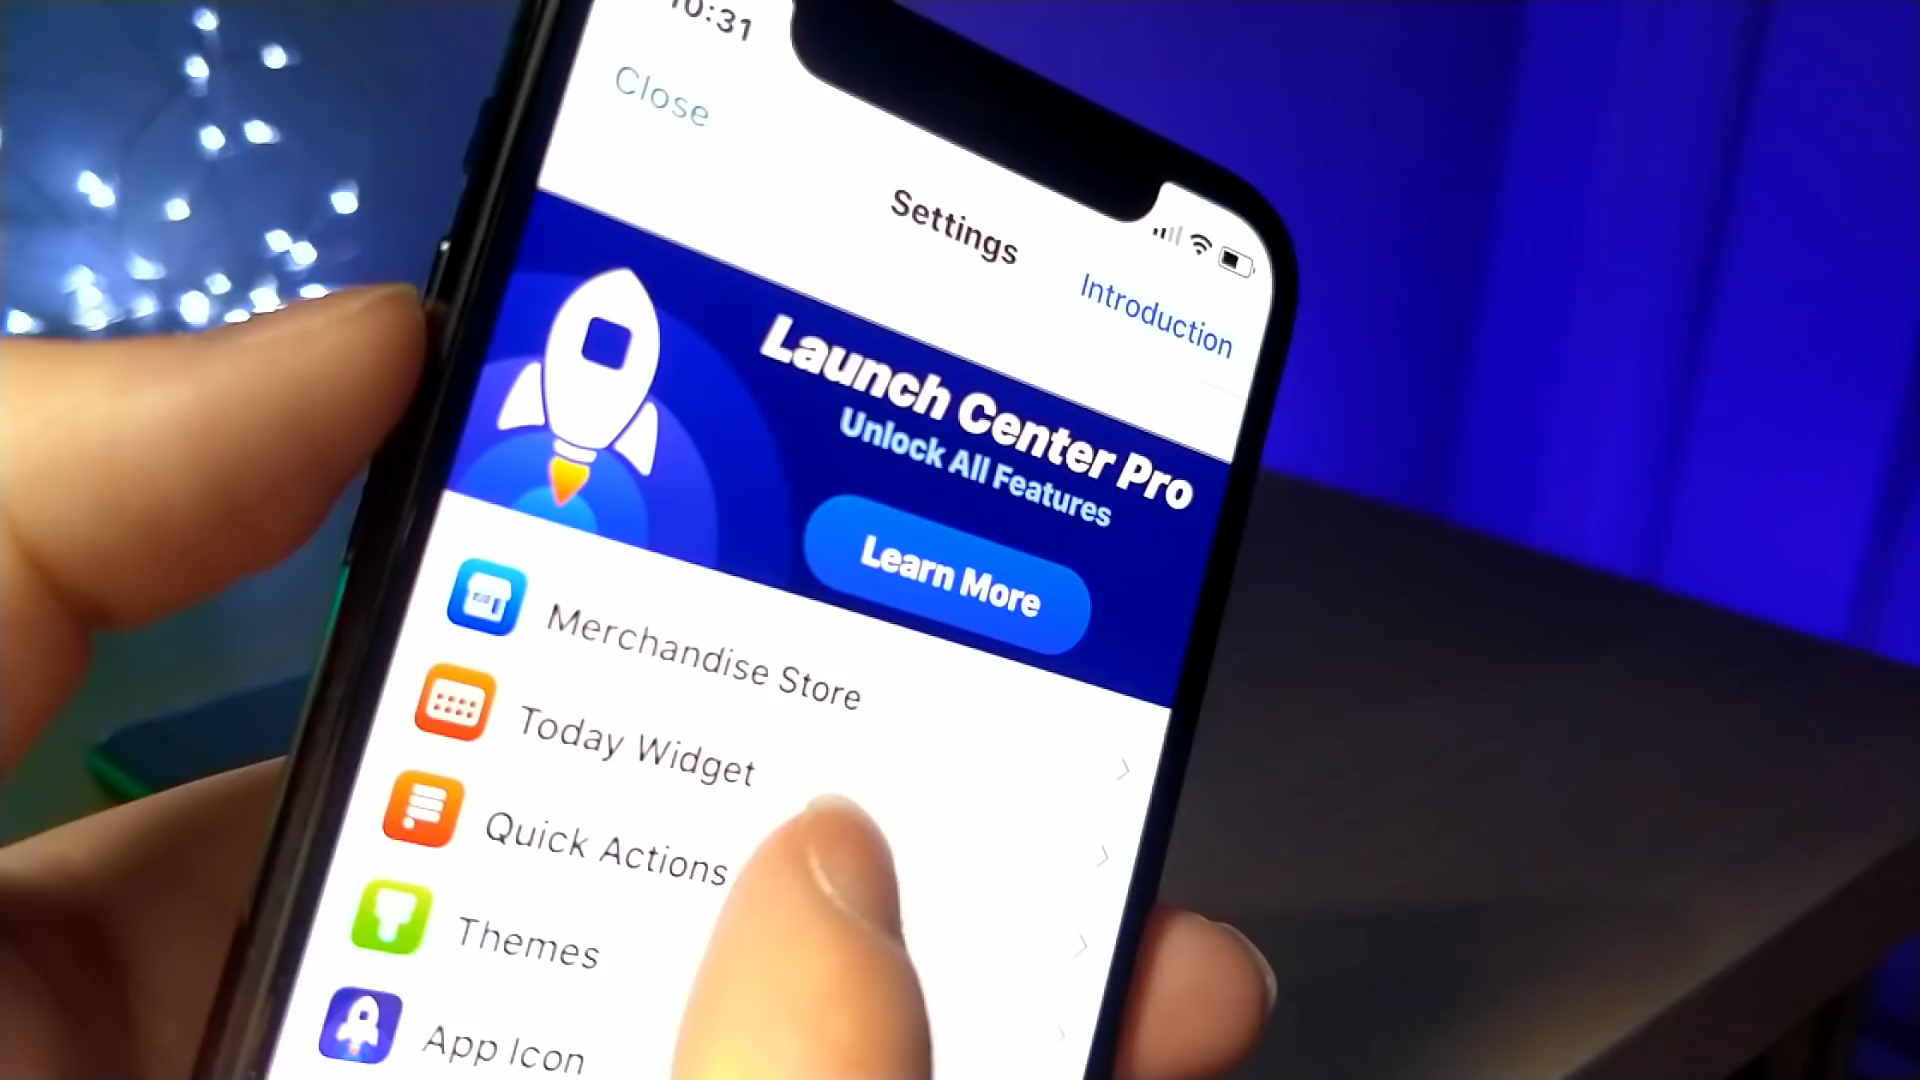 10:31
Close
Settings
Introduction
Launch Center Pro
Unlock All Features
Learn More
Merchandise Store
Today Widget
Quick Actions
Themes
App Icon